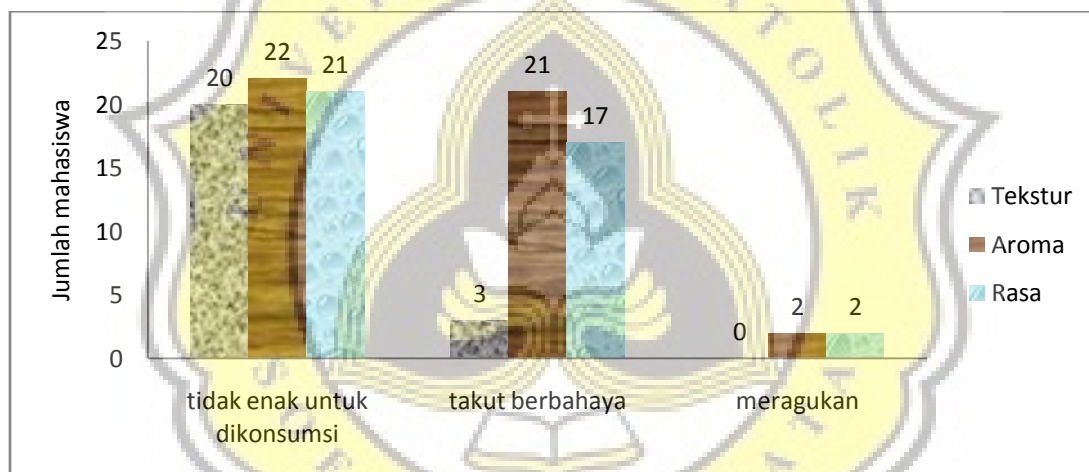 25
20
15
10
5
0
Jumlah mahasiswa
20
22
21
3
21
17
0
2
2
tidak enak untuk
dikonsumsi
takut berbahaya
meragukan
Tekstur
Aroma
Rasa